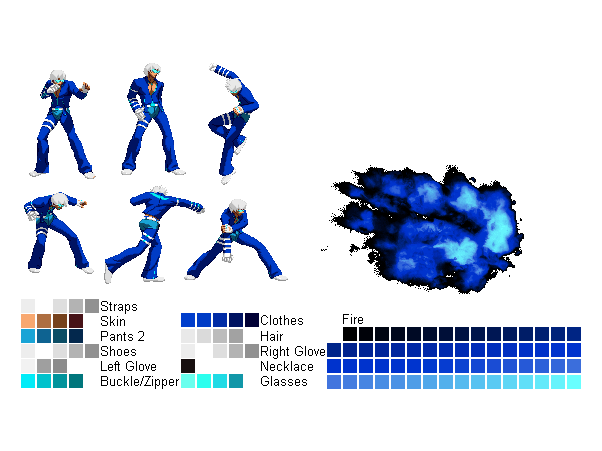 Straps
Skin
Pants 2
Shoes
Left Glove
Buckle/Zipper
Clothes
Hair
Right Glove
Necklace
Glasses
Fire